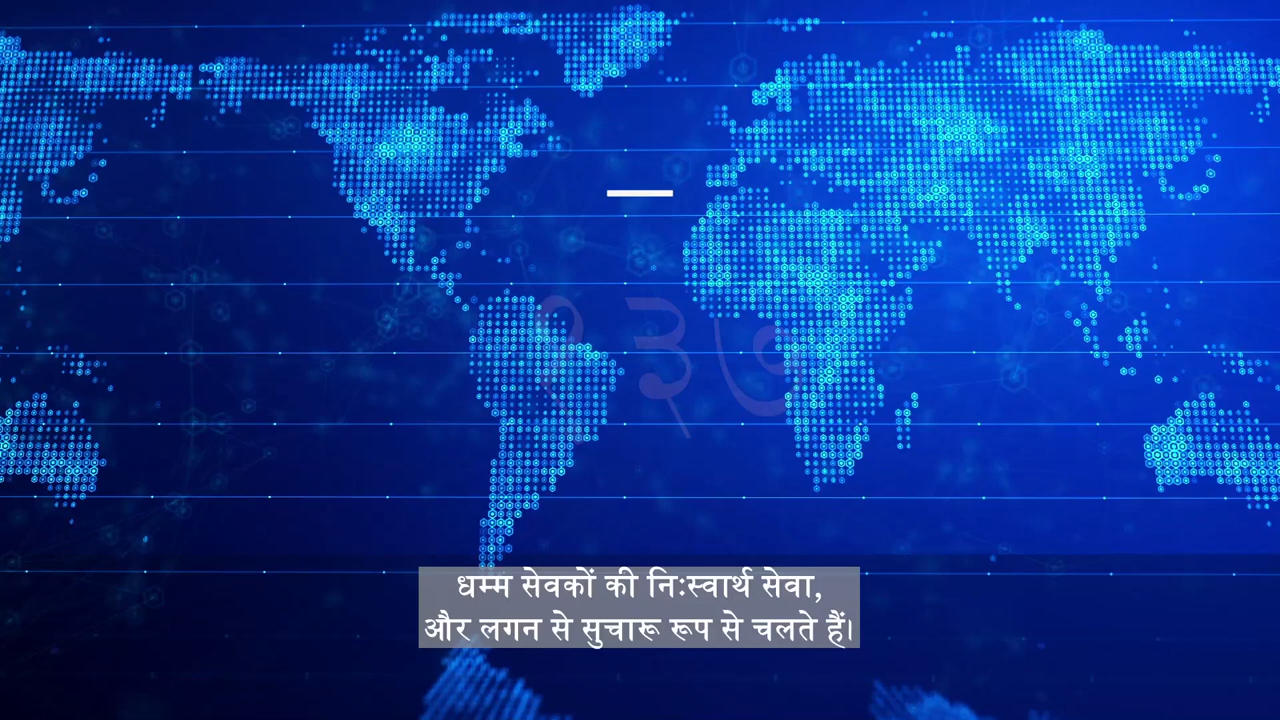 धम्म सेवकों की निःस्वार्थ सेवा,
और लगन से सुचारू रूप से चलते हैं।